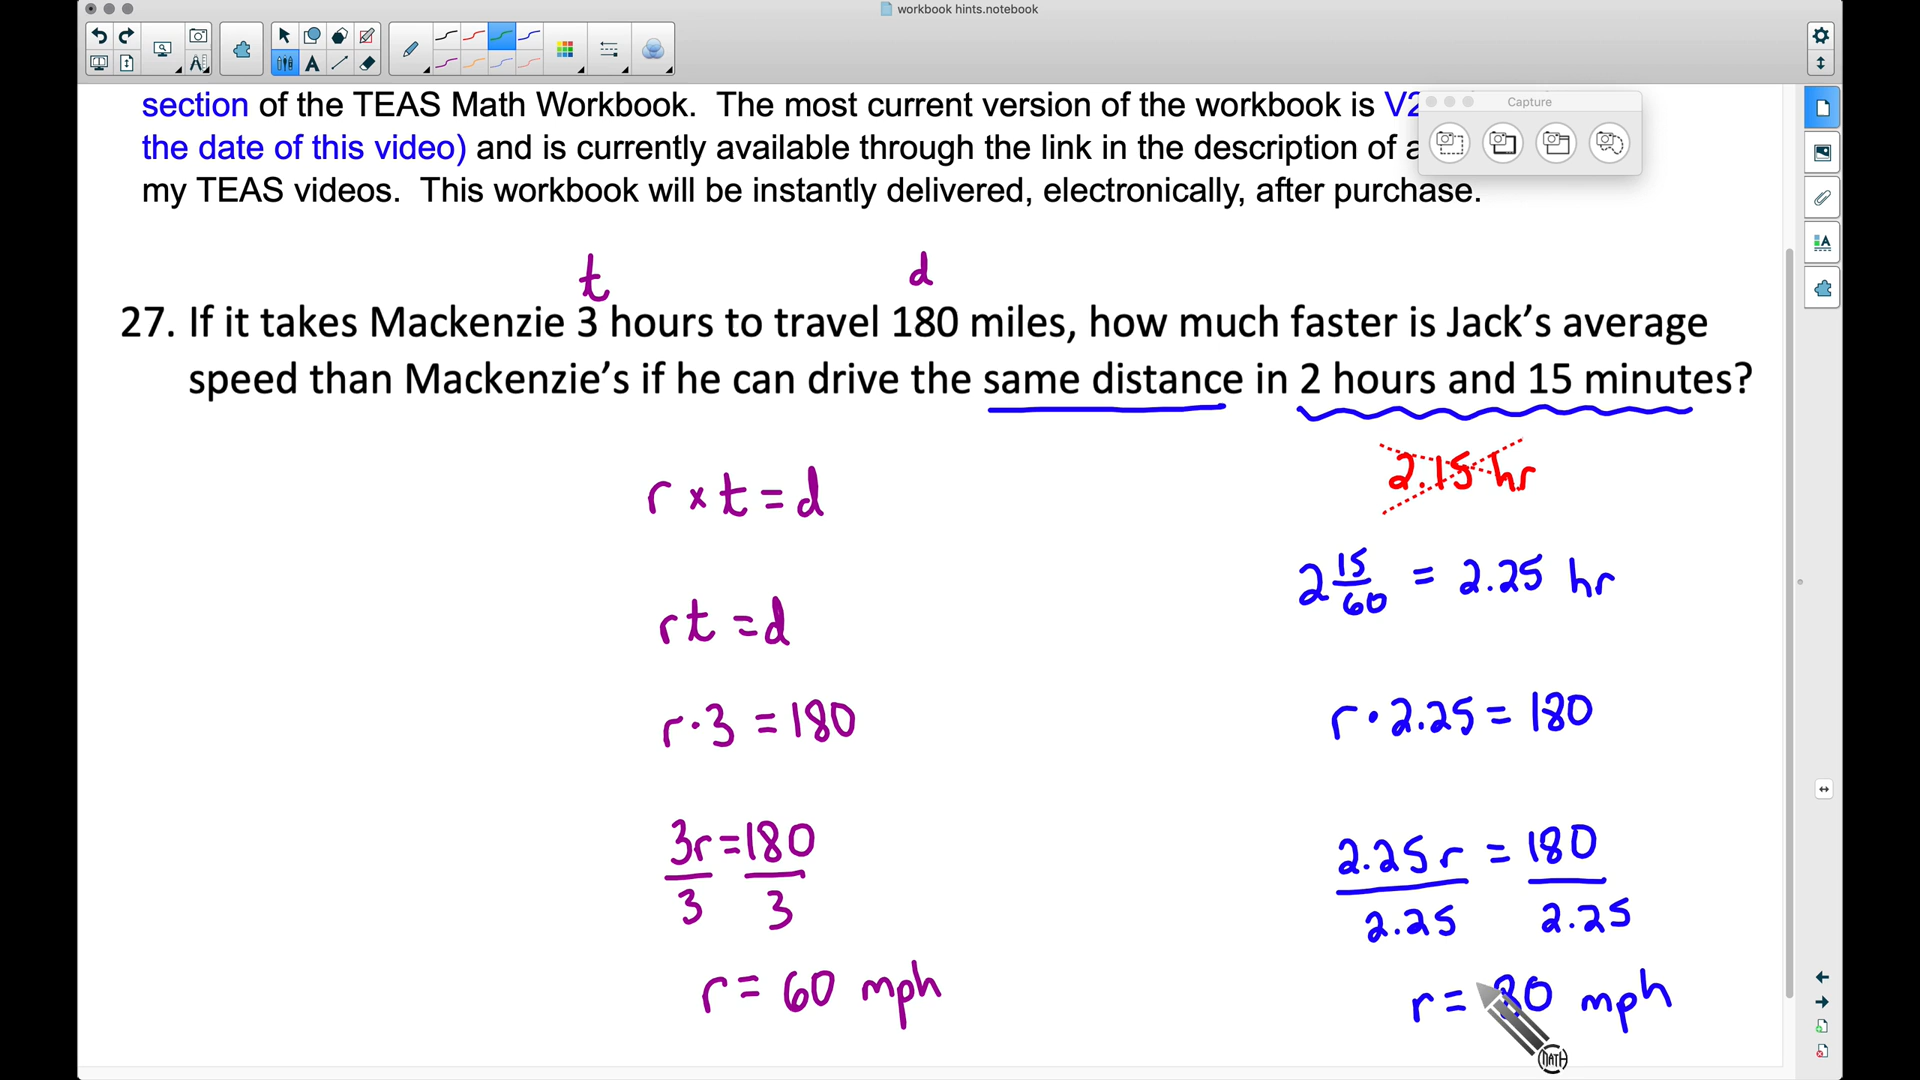 workbook hints.notebook
section of the TEAS Math Workbook. The most current version of the workbook is V2
the date of this video) and is currently available through the link in the description of a
my TEAS videos. This workbook will be instantly delivered, electronically, after purchase.
Capture
t d
27. If it takes Mackenzie 3 hours to travel 180 miles, how much faster is Jack's average
speed than Mackenzie's if he can drive the same distance in 2 hours and 15 minutes?
r × t = d
rt = d
r · 3 = 180
3r = 180
3 3
r = 60 mph
2.15 hr
2 15/60 = 2.25 hr
r · 2.25 = 180
2.25 r = 180
2.25 2.25
r = 80 mph
MATH